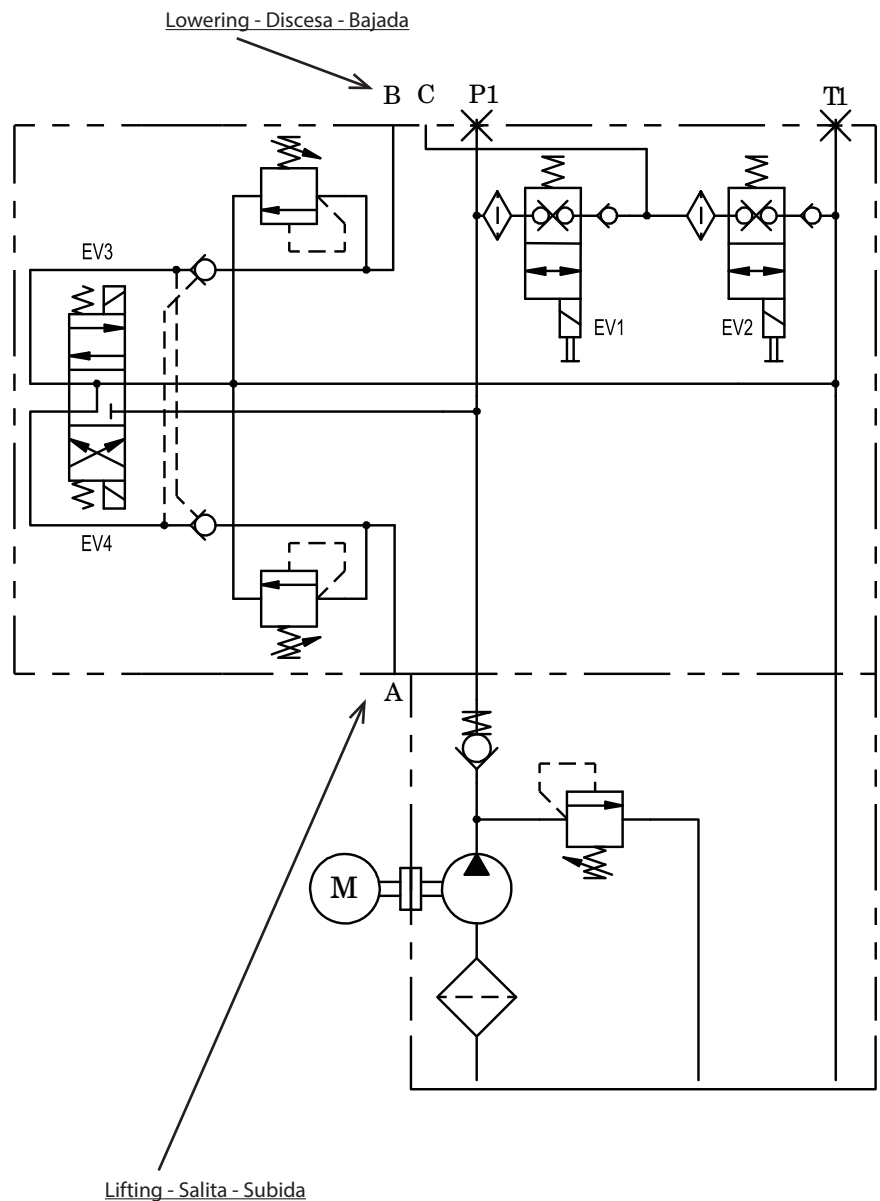 Lowering - Discesa - Bajada
B C P1 T1
EV3
EV1 EV2
EV4
A
M
Lifting - Salita - Subida